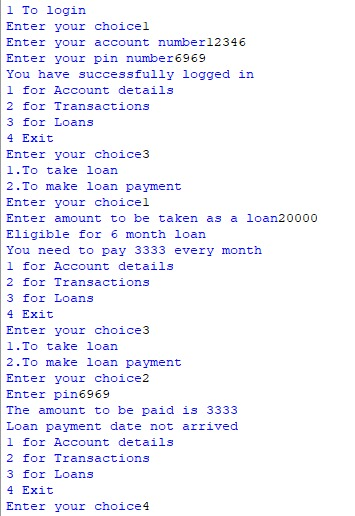 1 To login
Enter your choice1
Enter your account number12346
Enter your pin number6969
You have successfully logged in
1 for Account details
2 for Transactions
3 for Loans
4 Exit
Enter your choice3
1.To take loan
2.To make loan payment
Enter your choice1
Enter amount to be taken as a loan20000
Eligible for 6 month loan
You need to pay 3333 every month
1 for Account details
2 for Transactions
3 for Loans
4 Exit
Enter your choice3
1.To take loan
2.To make loan payment
Enter your choice2
Enter pin6969
The amount to be paid is 3333
Loan payment date not arrived
1 for Account details
2 for Transactions
3 for Loans
4 Exit
Enter your choice4